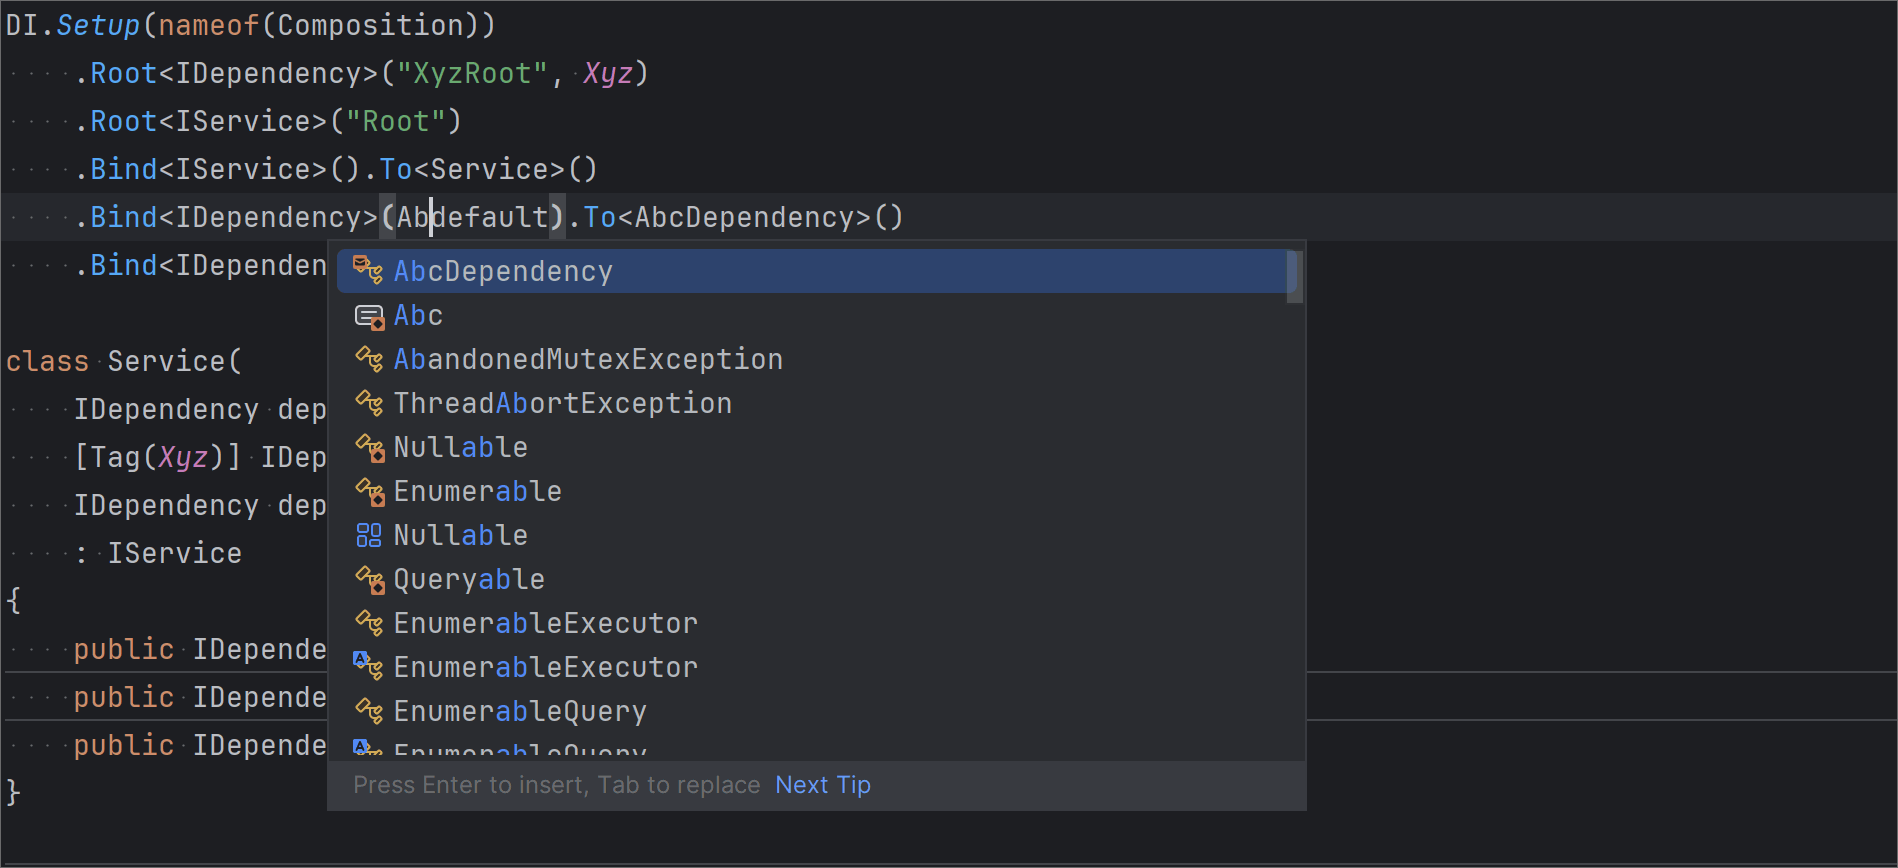 DI.Setup(nameof(Composition))
.Root<IDependency>("XyzRoot", Xyz)
.Root<IService>("Root")
.Bind<IService>().To<Service>()
.Bind<IDependency>(Abdefault).To<AbcDependency>()
.Bind<IDependen
AbcDependency
Abc
AbandonedMutexException
ThreadAbortException
Nullable
Enumerable
Nullable
Queryable
EnumerableExecutor
EnumerableExecutor
EnumerableQuery
EnumerableQuery
Press Enter to insert, Tab to replace Next Tip
class Service(
IDependency dep
[Tag(Xyz)] IDep
IDependency dep
: IService
{
public IDepende
public IDepende
public IDepende
}